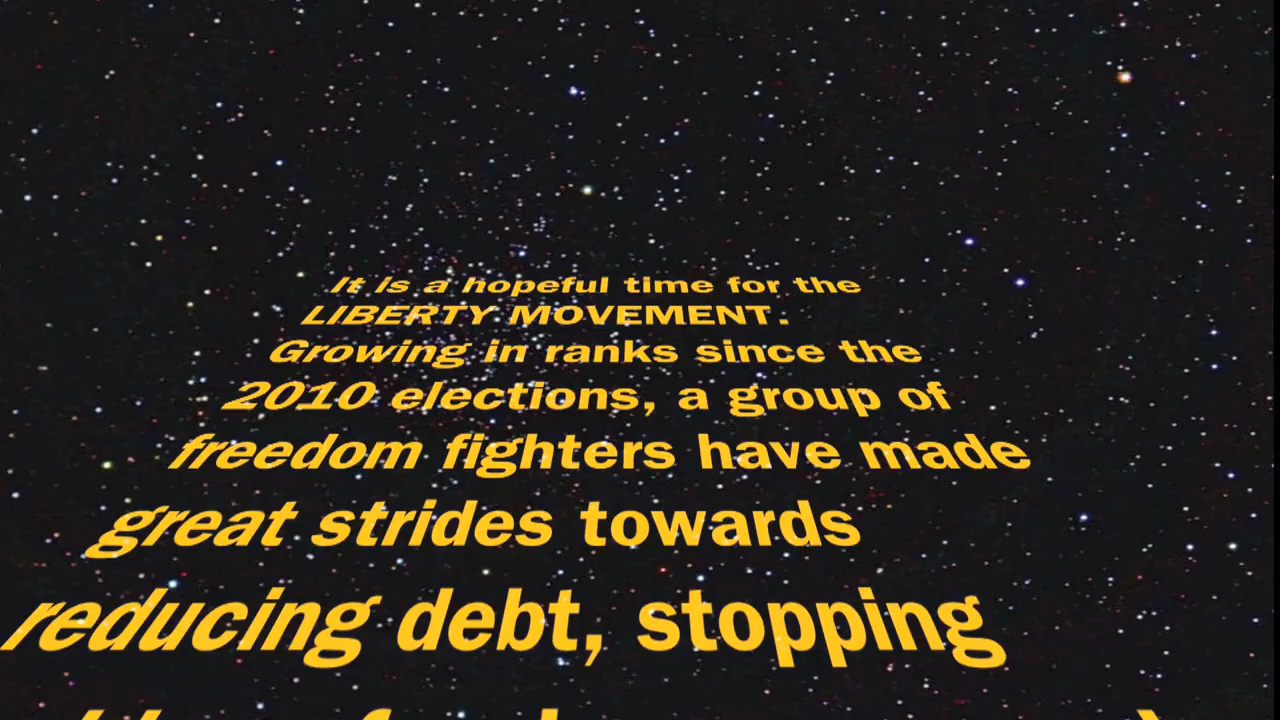 It is a hopeful time for the
LIBERTY MOVEMENT.
Growing in ranks since the
2010 elections, a group of
freedom fighters have made
great strides towards
reducing debt, stopping